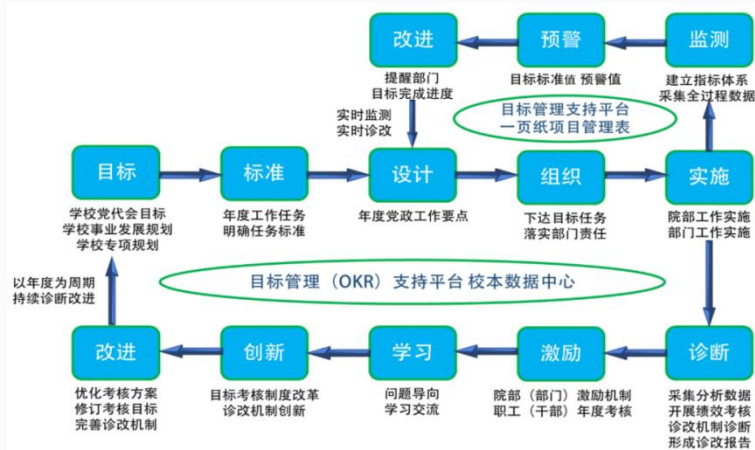 改进
预警
监测
提醒部门
目标完成进度
目标标准值 预警值
建立指标体系
采集全过程数据
实时监测
实时诊改
目标管理支持平台
一页纸项目管理表
目标
标准
设计
组织
实施
学校党代会目标
学校事业发展规划
学校专项规划
年度工作任务
明确任务标准
年度党政工作要点
下达目标任务
落实部门责任
院部工作实施
部门工作实施
以年度为周期
持续诊断改进
目标管理（OKR）支持平台 校本数据中心
改进
创新
学习
激励
诊断
优化考核方案
修订考核目标
完善诊改机制
目标考核制度改革
诊改机制创新
问题导向
学习交流
院部（部门）激励机制
职工（干部）年度考核
采集分析数据
开展绩效考核
诊改机制诊断
形成诊改报告